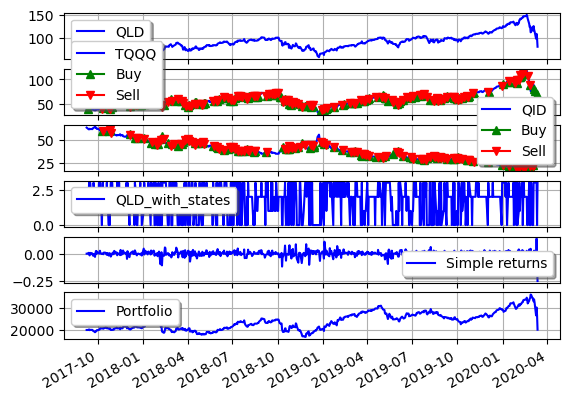 150
100
QLD
TQQQ
Buy
Sell
100
50
QID
Buy
Sell
50
25
2.5
0.0
QLD_with_states
0.00
−0.25
Simple returns
30000
20000
Portfolio
2017-10
2018-01
2018-04
2018-07
2018-10
2019-01
2019-04
2019-07
2019-10
2020-01
2020-04